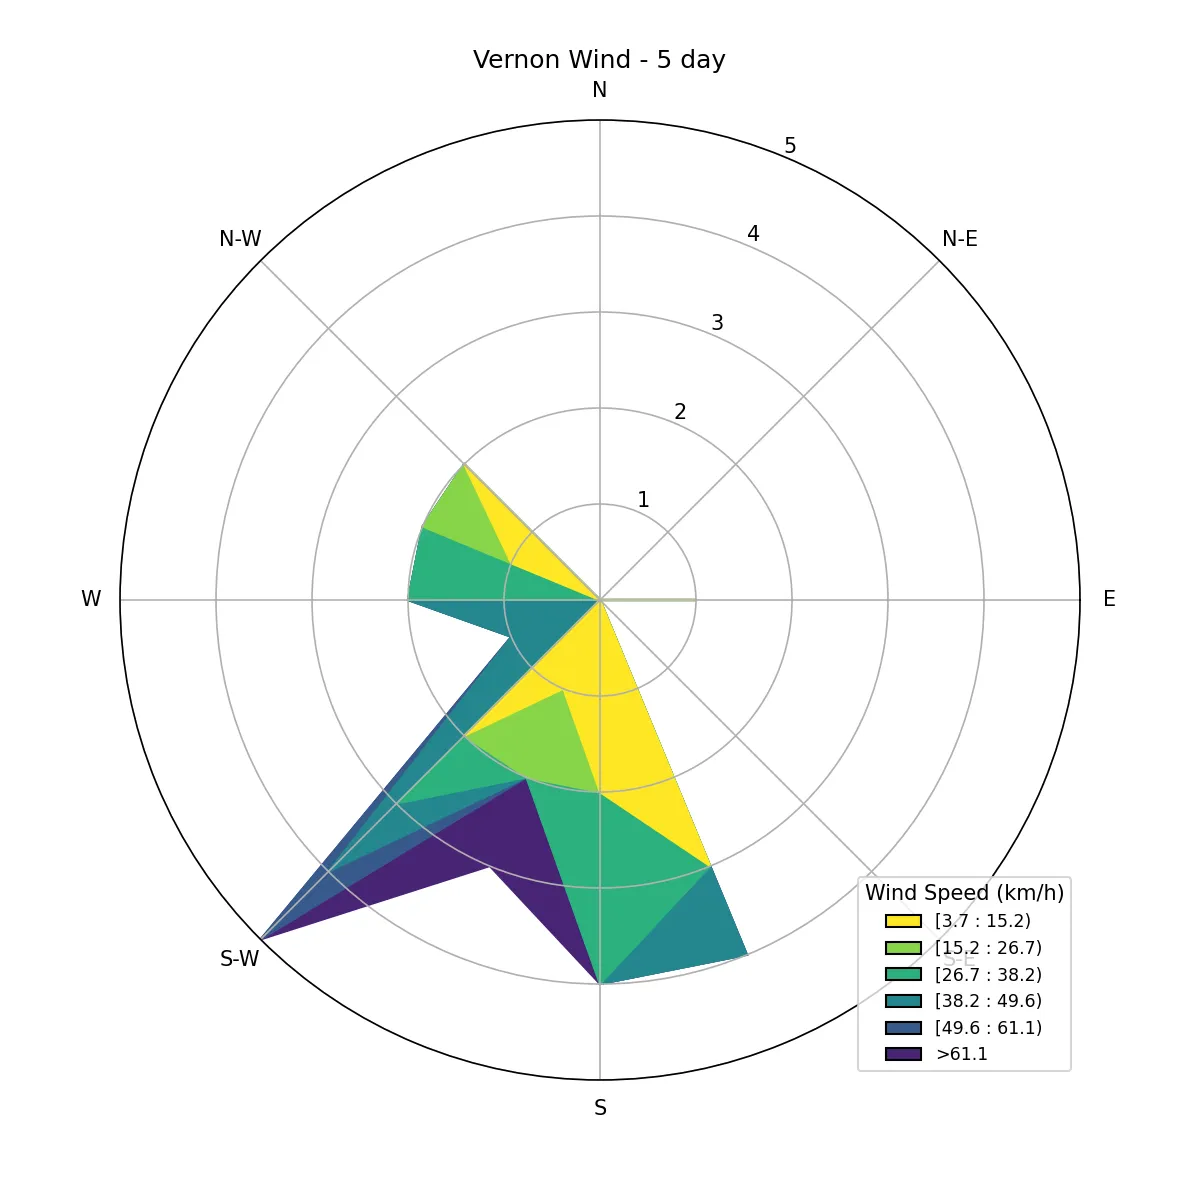 Vernon Wind - 5 day
N
5
4
N-W
N-E
3
2
1
W
E
Wind Speed (km/h)
[3.7 : 15.2)
[15.2 : 26.7)
S-W
S-E
[26.7 : 38.2)
[38.2 : 49.6)
[49.6 : 61.1)
>61.1
S